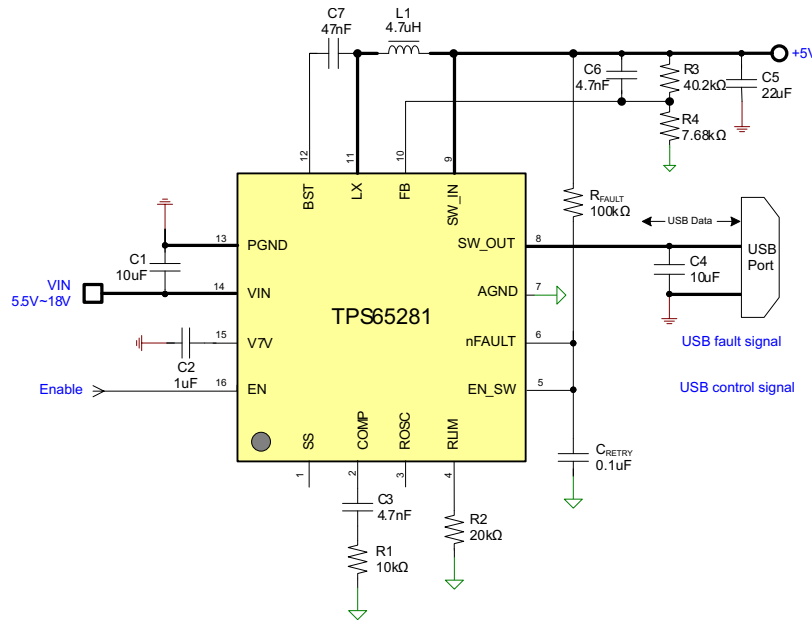 C7
47nF
L1
4.7uH
+5V
C6
4.7nF
R3
40.2kΩ
C5
22uF
R4
7.68kΩ
12
11
10
9
BST
LX
FB
SW_IN
RFAULT
100kΩ
USB Data
C1
10uF
13
PGND
SW_OUT
8
USB
Port
C4
10uF
VIN
5.5V~18V
14
VIN
AGND
7
TPS65281
C2
1uF
15
V7V
nFAULT
6
USB fault signal
Enable
16
EN
EN_SW
5
USB control signal
SS
COMP
ROSC
RLIM
1
2
3
4
CRETRY
0.1uF
C3
4.7nF
R2
20kΩ
R1
10kΩ